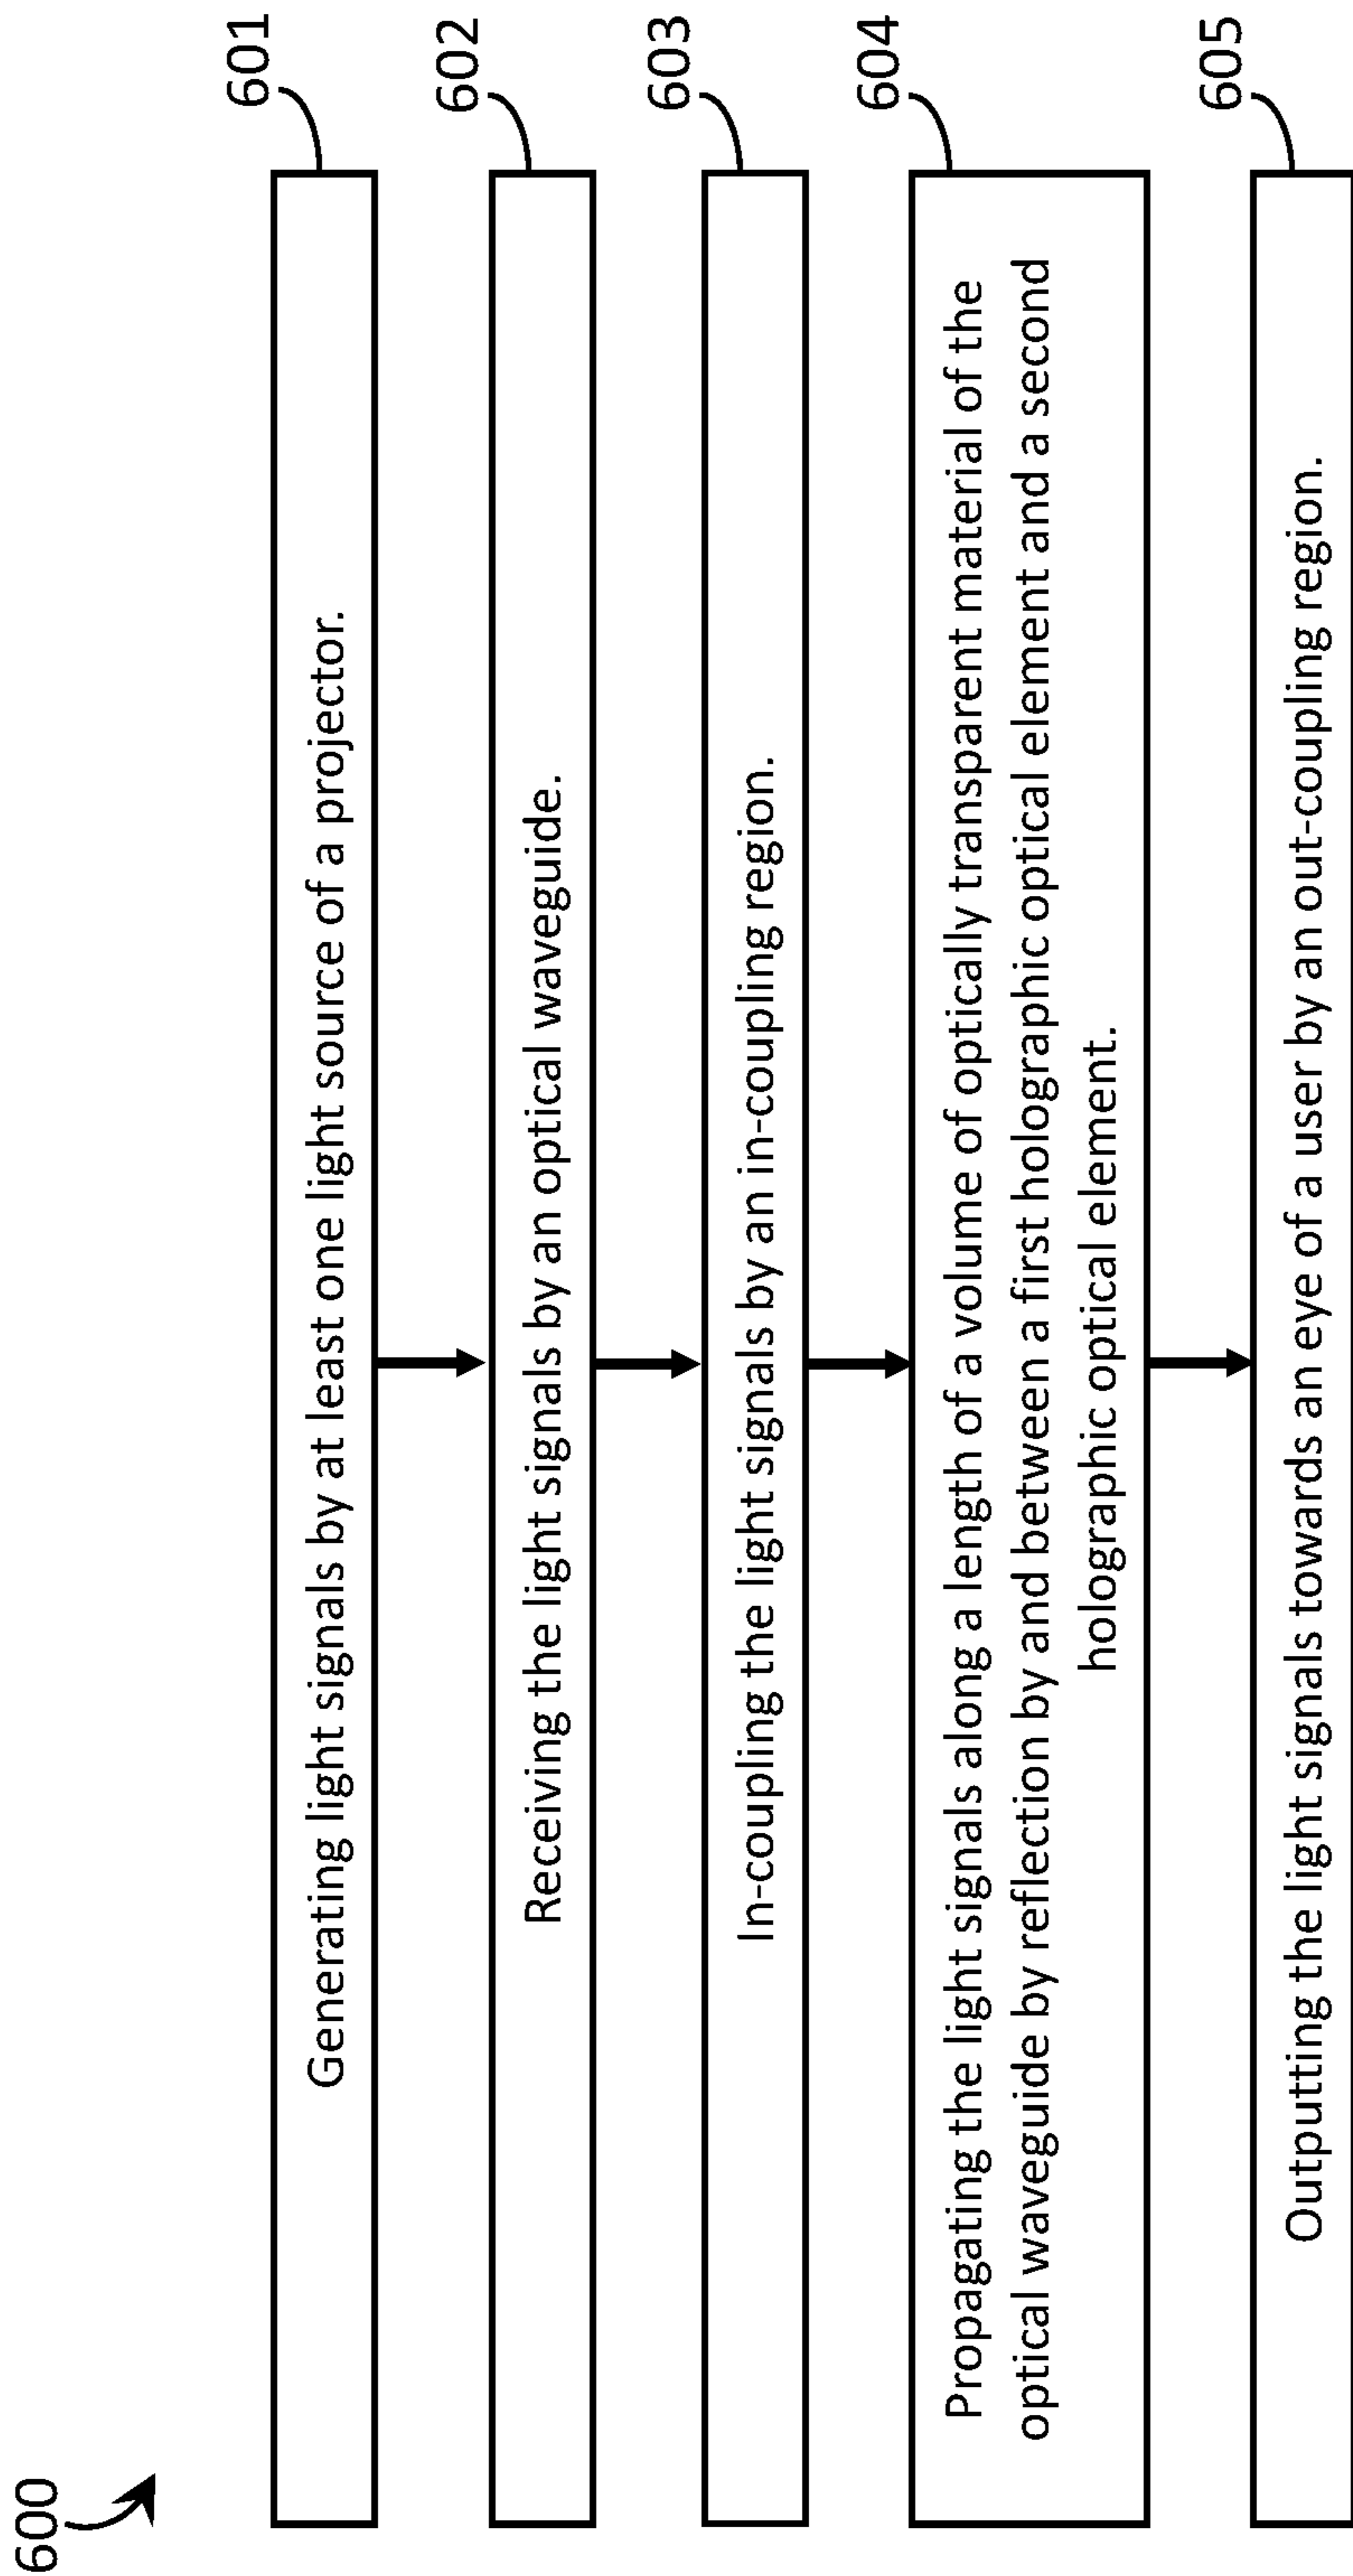 600
601
Generating light signals by at least one light source of a projector.
602
Receiving the light signals by an optical waveguide.
603
In-coupling the light signals by an in-coupling region.
604
Propagating the light signals along a length of a volume of optically transparent material of the
optical waveguide by reflection by and between a first holographic optical element and a second
holographic optical element.
605
Outputting the light signals towards an eye of a user by an out-coupling region.